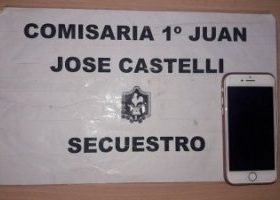 COMISARIA 1º JUAN
JOSE CASTELLI
SECUESTRO